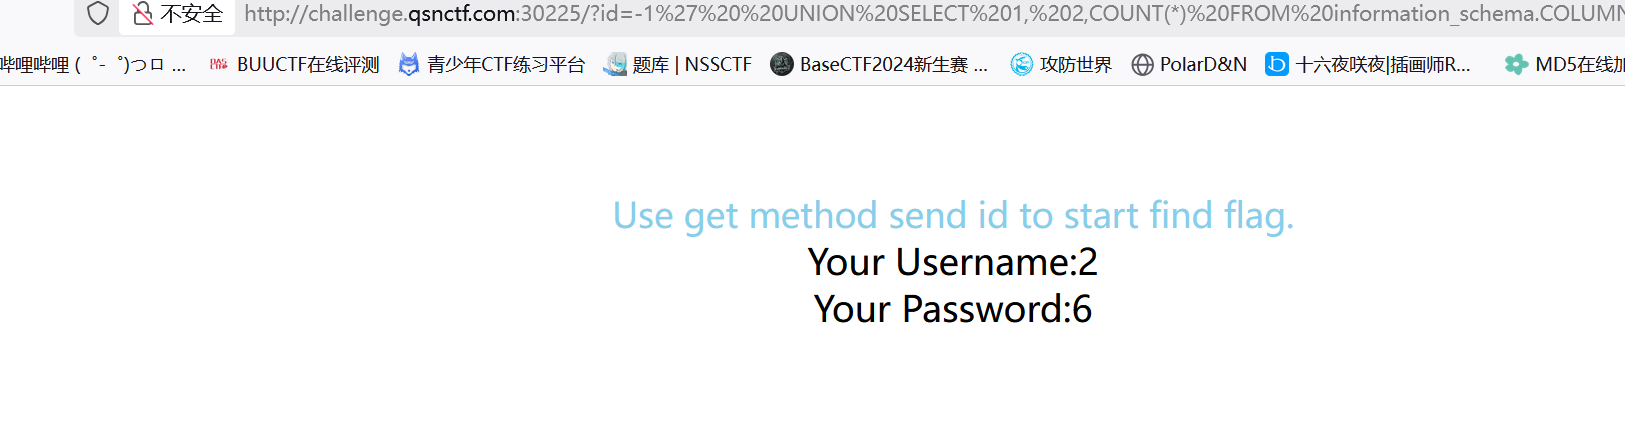 不安全 http://challenge.qsnctf.com:30225/?id=-1%27%20%20UNION%20SELECT%201,%202,COUNT(*)%20FROM%20information_schema.COLUMN
哔哩哔哩 ( ゜- ゜)つロ ... BUUCTF在线评测 青少年CTF练习平台 题库 | NSSCTF BaseCTF2024新生赛 ... 攻防世界 PolarD&N 十六夜咲夜|插画师R... MD5在线加
Use get method send id to start find flag.
Your Username:2
Your Password:6